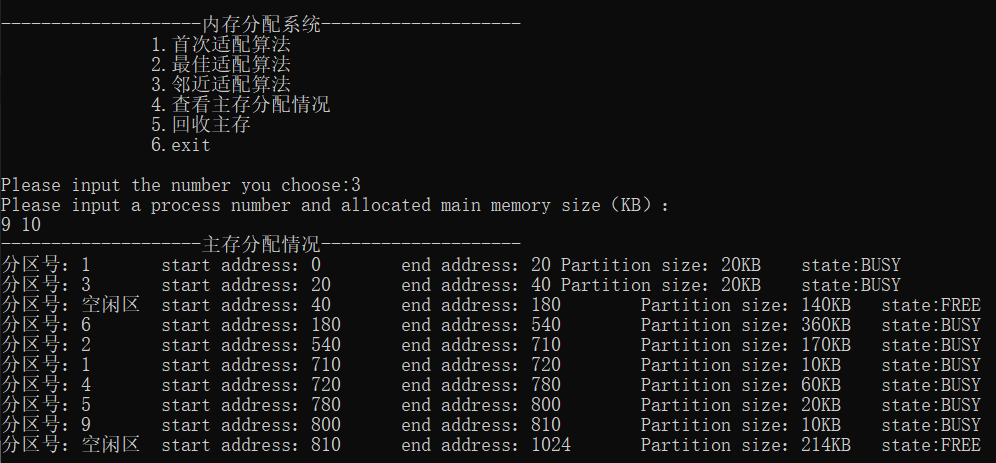 --------------------内存分配系统--------------------
1.首次适配算法
2.最佳适配算法
3.邻近适配算法
4.查看主存分配情况
5.回收主存
6.exit
Please input the number you choose:3
Please input a process number and allocated main memory size（KB）：
9 10
--------------------主存分配情况--------------------
分区号：1 start address：0 end address：20 Partition size：20KB state:BUSY
分区号：3 start address：20 end address：40 Partition size：20KB state:BUSY
分区号：空闲区 start address：40 end address：180 Partition size：140KB state:FREE
分区号：6 start address：180 end address：540 Partition size：360KB state:BUSY
分区号：2 start address：540 end address：710 Partition size：170KB state:BUSY
分区号：1 start address：710 end address：720 Partition size：10KB state:BUSY
分区号：4 start address：720 end address：780 Partition size：60KB state:BUSY
分区号：5 start address：780 end address：800 Partition size：20KB state:BUSY
分区号：9 start address：800 end address：810 Partition size：10KB state:BUSY
分区号：空闲区 start address：810 end address：1024 Partition size：214KB state:FREE